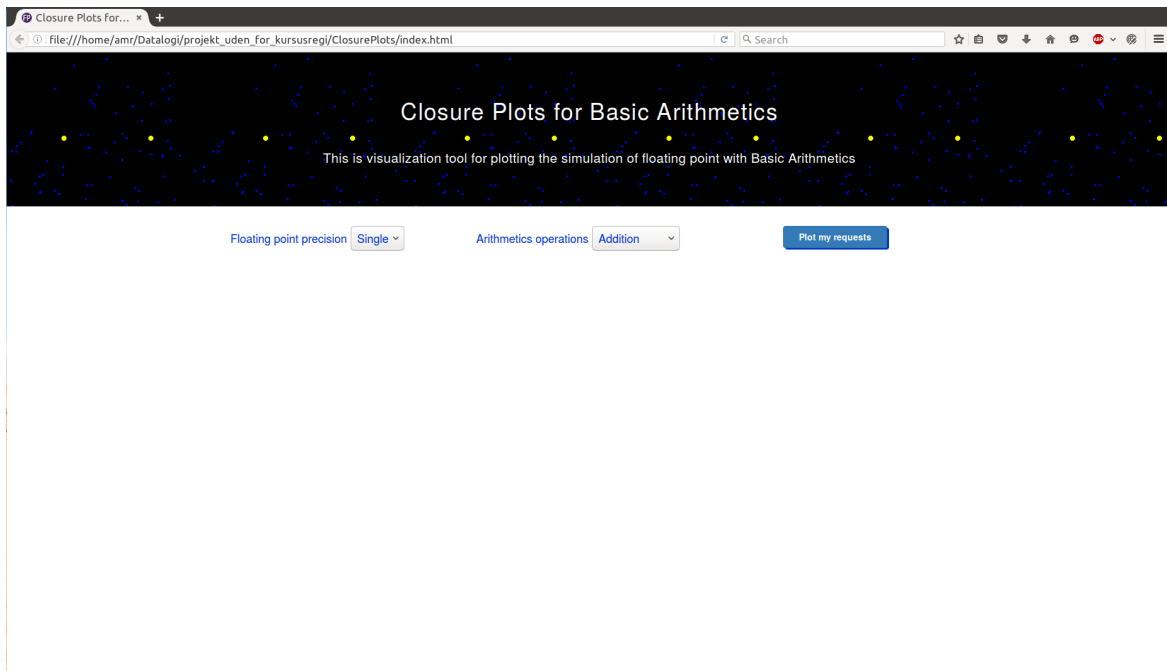 Closure Plots for...
file:///home/amr/Datalogi/projekt_uden_for_kursusregi/ClosurePlots/index.html
Search
ABP
Closure Plots for Basic Arithmetics
This is visualization tool for plotting the simulation of floating point with Basic Arithmetics
Floating point precision Single Arithmetics operations Addition Plot my requests